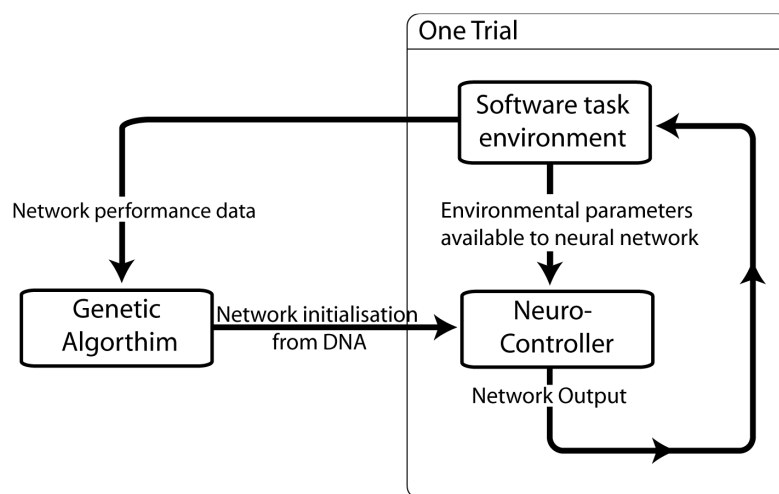 One Trial
Software task
environment
Network performance data
Environmental parameters
available to neural network
Genetic
Algorthim
Network initialisation
from DNA
Neuro-
Controller
Network Output